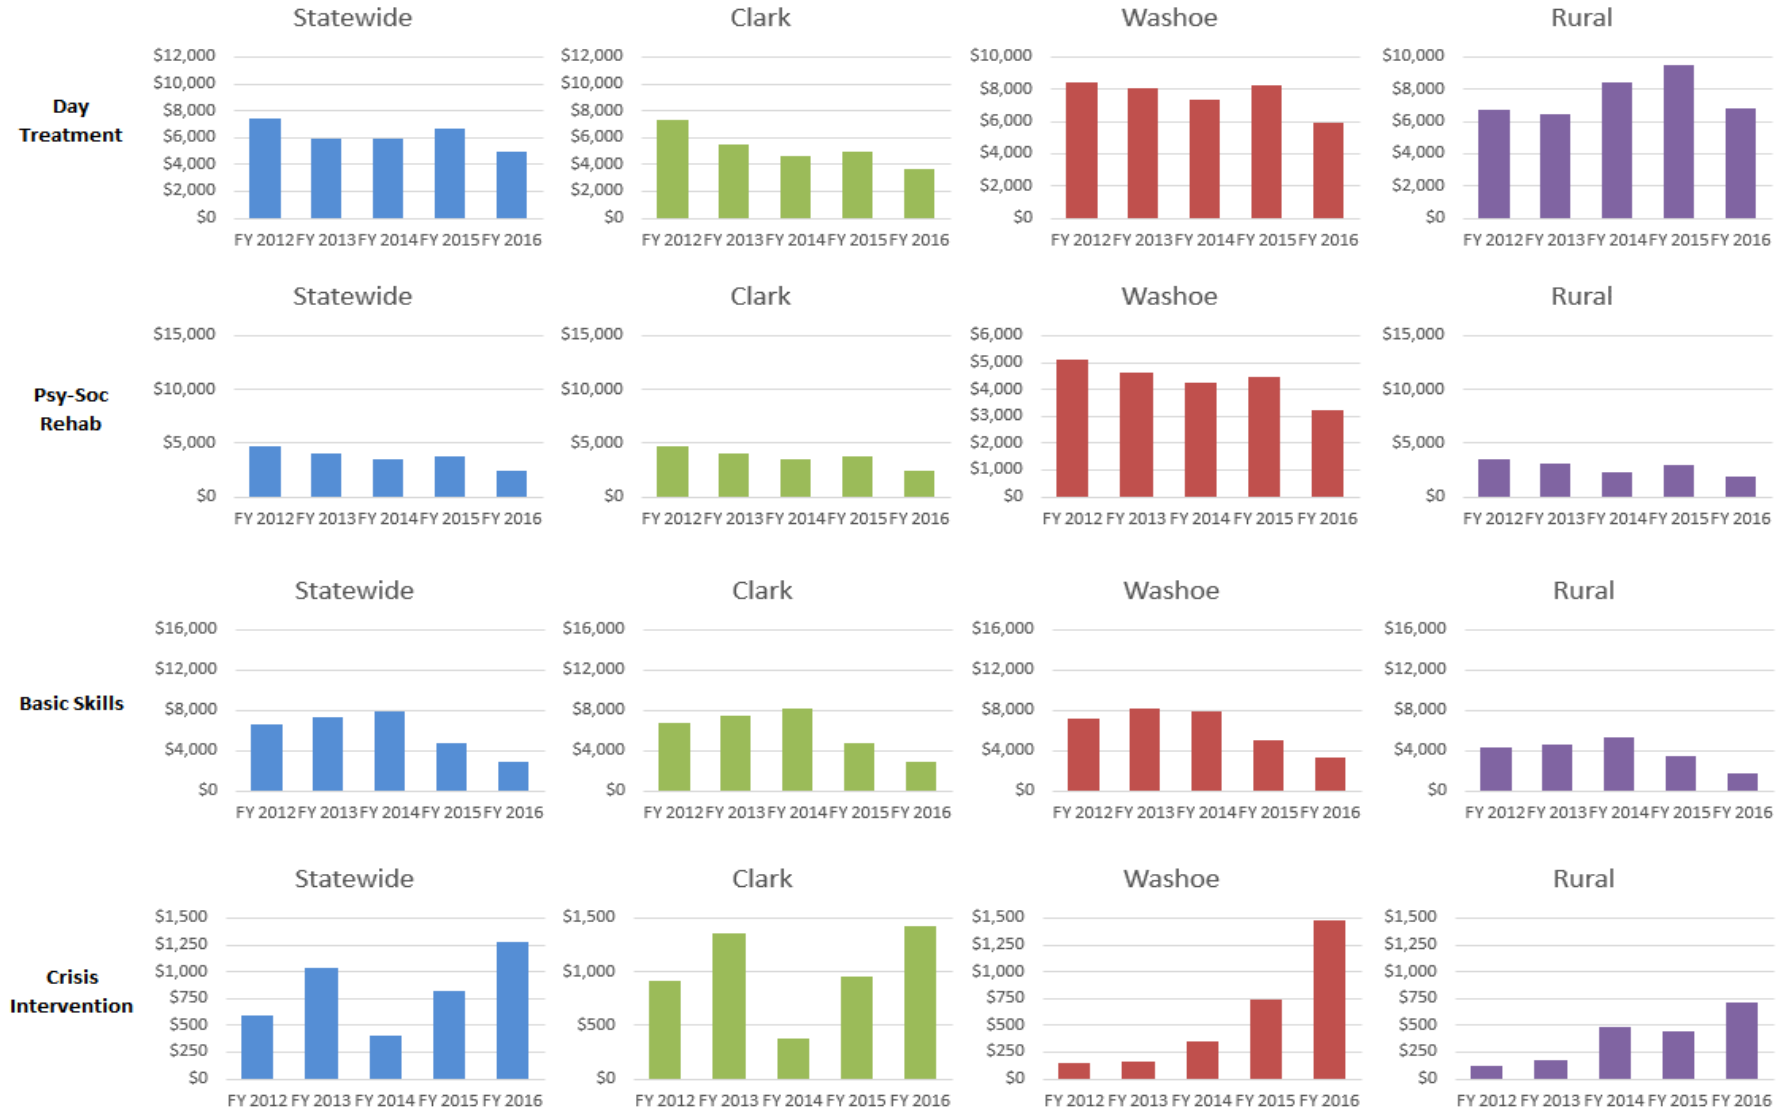 Statewide
Clark
Washoe
Rural
Day
Treatment
$12,000
$10,000
$8,000
$6,000
$4,000
$2,000
$0
FY 2012 FY 2013 FY 2014 FY 2015 FY 2016
$12,000
$10,000
$8,000
$6,000
$4,000
$2,000
$0
FY 2012 FY 2013 FY 2014 FY 2015 FY 2016
$10,000
$8,000
$6,000
$4,000
$2,000
$0
FY 2012 FY 2013 FY 2014 FY 2015 FY 2016
$10,000
$8,000
$6,000
$4,000
$2,000
$0
FY 2012 FY 2013 FY 2014 FY 2015 FY 2016
Statewide
Clark
Washoe
Rural
Psy-Soc
Rehab
$15,000
$10,000
$5,000
$0
FY 2012 FY 2013 FY 2014 FY 2015 FY 2016
$15,000
$10,000
$5,000
$0
FY 2012 FY 2013 FY 2014 FY 2015 FY 2016
$6,000
$5,000
$4,000
$3,000
$2,000
$1,000
$0
FY 2012 FY 2013 FY 2014 FY 2015 FY 2016
$15,000
$10,000
$5,000
$0
FY 2012 FY 2013 FY 2014 FY 2015 FY 2016
Statewide
Clark
Washoe
Rural
Basic Skills
$16,000
$12,000
$8,000
$4,000
$0
FY 2012 FY 2013 FY 2014 FY 2015 FY 2016
$16,000
$12,000
$8,000
$4,000
$0
FY 2012 FY 2013 FY 2014 FY 2015 FY 2016
$16,000
$12,000
$8,000
$4,000
$0
FY 2012 FY 2013 FY 2014 FY 2015 FY 2016
$16,000
$12,000
$8,000
$4,000
$0
FY 2012 FY 2013 FY 2014 FY 2015 FY 2016
Statewide
Clark
Washoe
Rural
Crisis
Intervention
$1,500
$1,250
$1,000
$750
$500
$250
$0
FY 2012 FY 2013 FY 2014 FY 2015 FY 2016
$1,500
$1,000
$500
$0
FY 2012 FY 2013 FY 2014 FY 2015 FY 2016
$1,500
$1,250
$1,000
$750
$500
$250
$0
FY 2012 FY 2013 FY 2014 FY 2015 FY 2016
$1,500
$1,250
$1,000
$750
$500
$250
$0
FY 2012 FY 2013 FY 2014 FY 2015 FY 2016